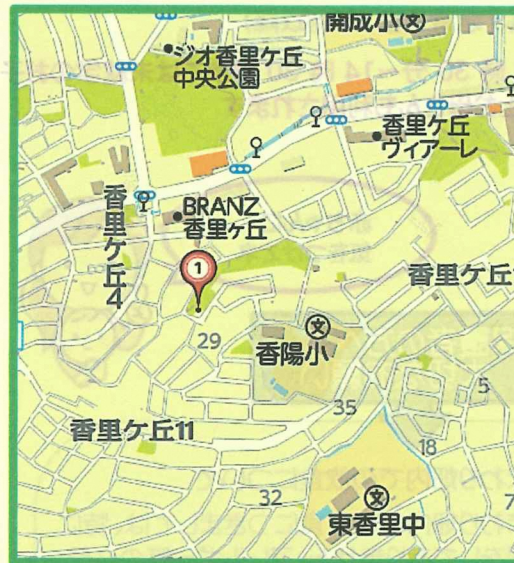 開成小
ジオ香里ケ丘
中央公園
香里ケ丘
ヴィアーレ
BRANZ
香里ヶ丘
香里ケ丘4
1
香里ケ丘
29
香陽小
35
5
香里ケ丘11
18
32
東香里中
7